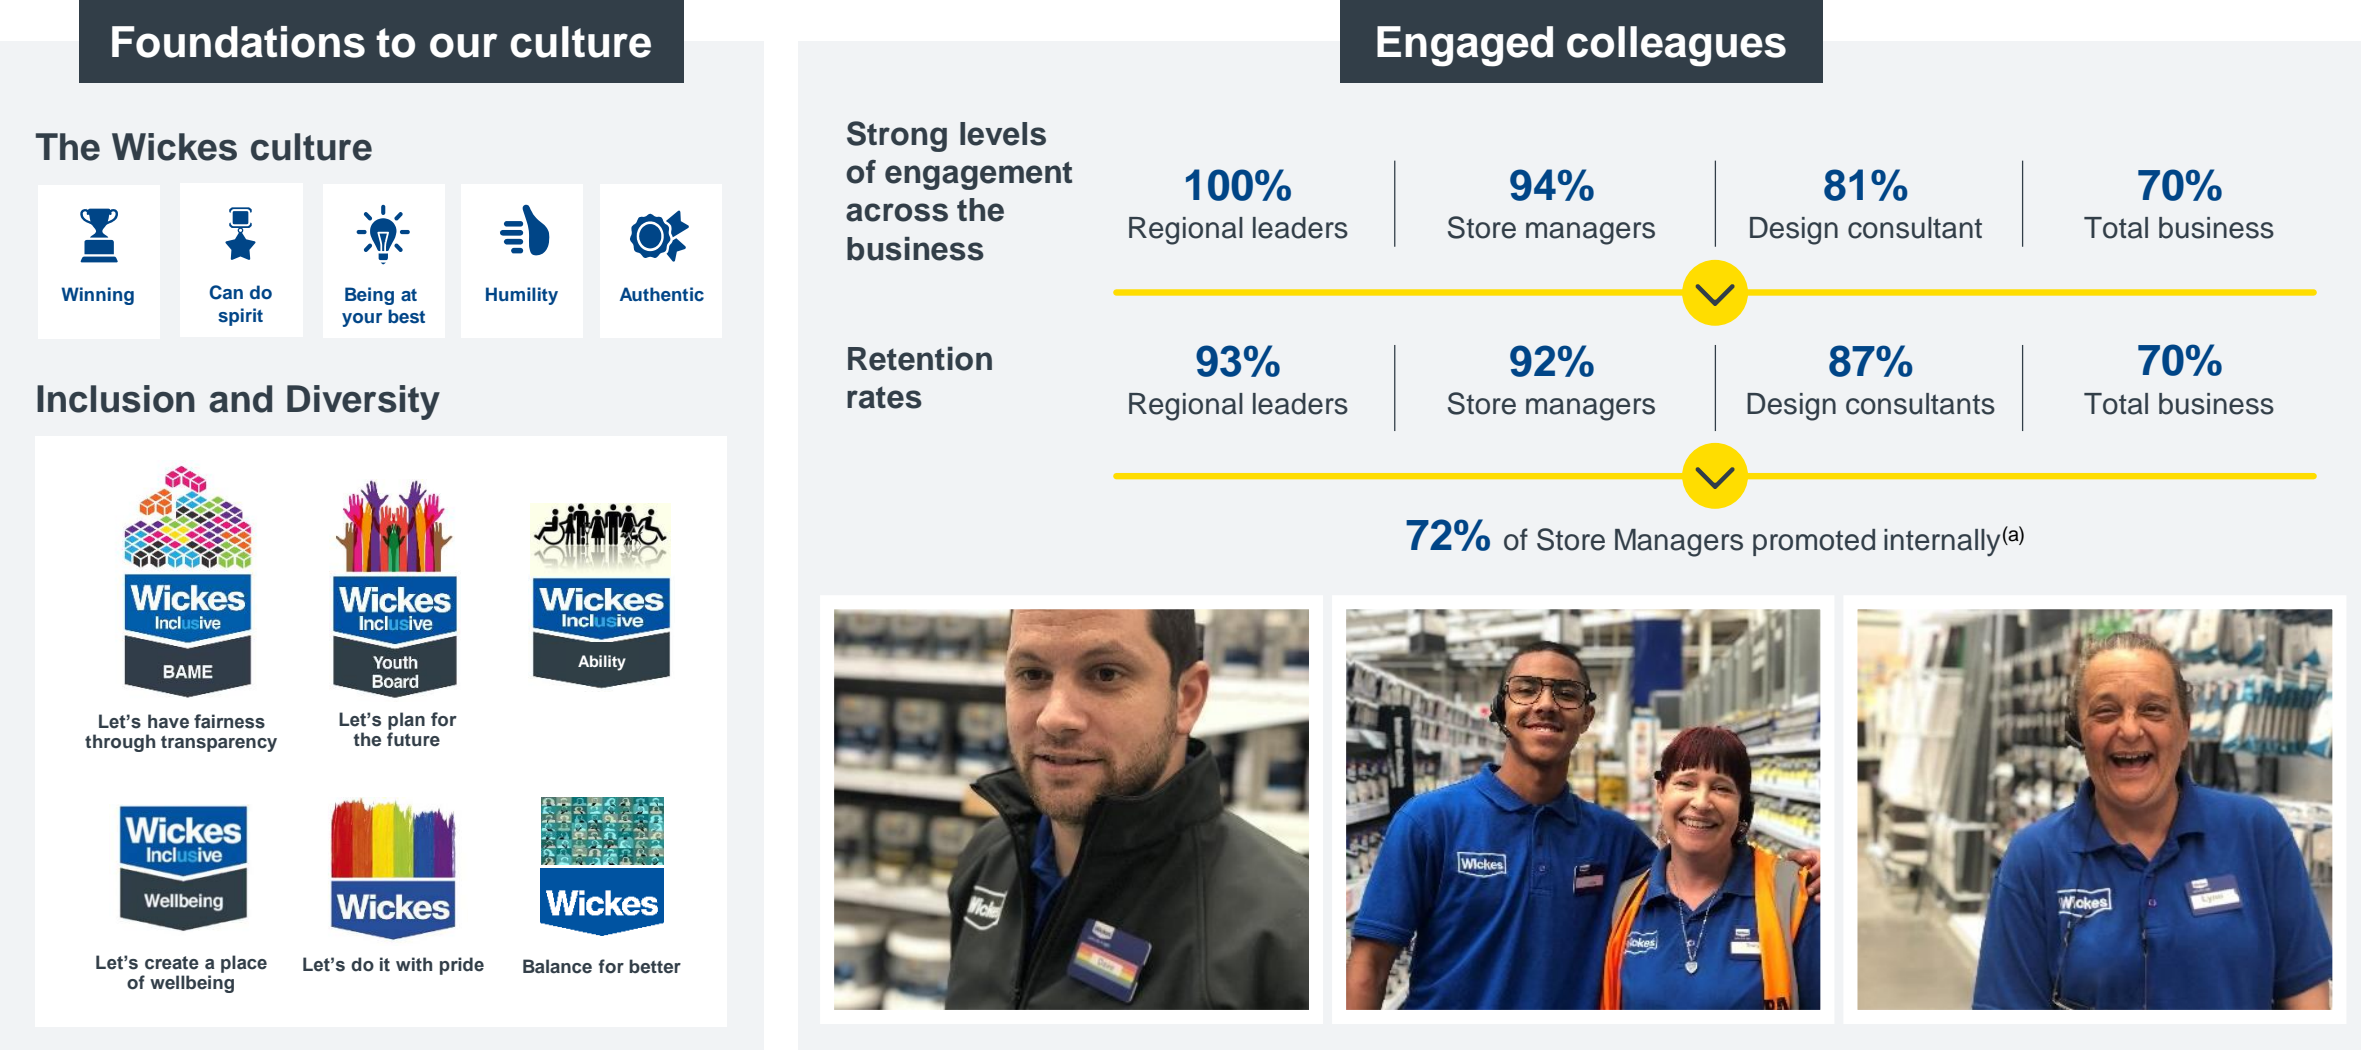 Foundations to our culture
The Wickes culture
Winning
Can do
spirit
Being at
your best
Humility
Authentic
Inclusion and Diversity
Wickes
Inclusive
BAME
Let's have fairness
through transparency
Wickes
Inclusive
Youth
Board
Let's plan for
the future
Wickes
Inclusive
Ability
Wickes
Inclusive
Wellbeing
Let's create a place
of wellbeing
Wickes
Let's do it with pride
Wickes
Balance for better
Engaged colleagues
Strong levels
of engagement
across the
business
100%
Regional leaders
94%
Store managers
81%
Design consultant
70%
Total business
Retention
rates
93%
Regional leaders
92%
Store managers
87%
Design consultants
70%
Total business
72% of Store Managers promoted internally(a)
Wickes
Wickes
Wickes